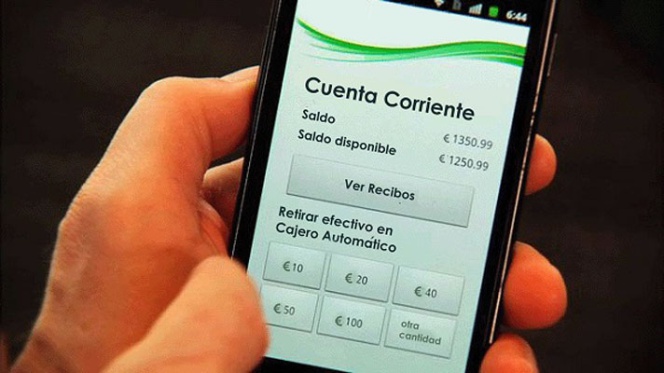 6:44
Cuenta Corriente
Saldo € 1350.99
Saldo disponible € 1250.99
Ver Recibos
Retirar efectivo en
Cajero Automático
€ 10 € 20 € 40
€ 50 € 100 otra
cantidad